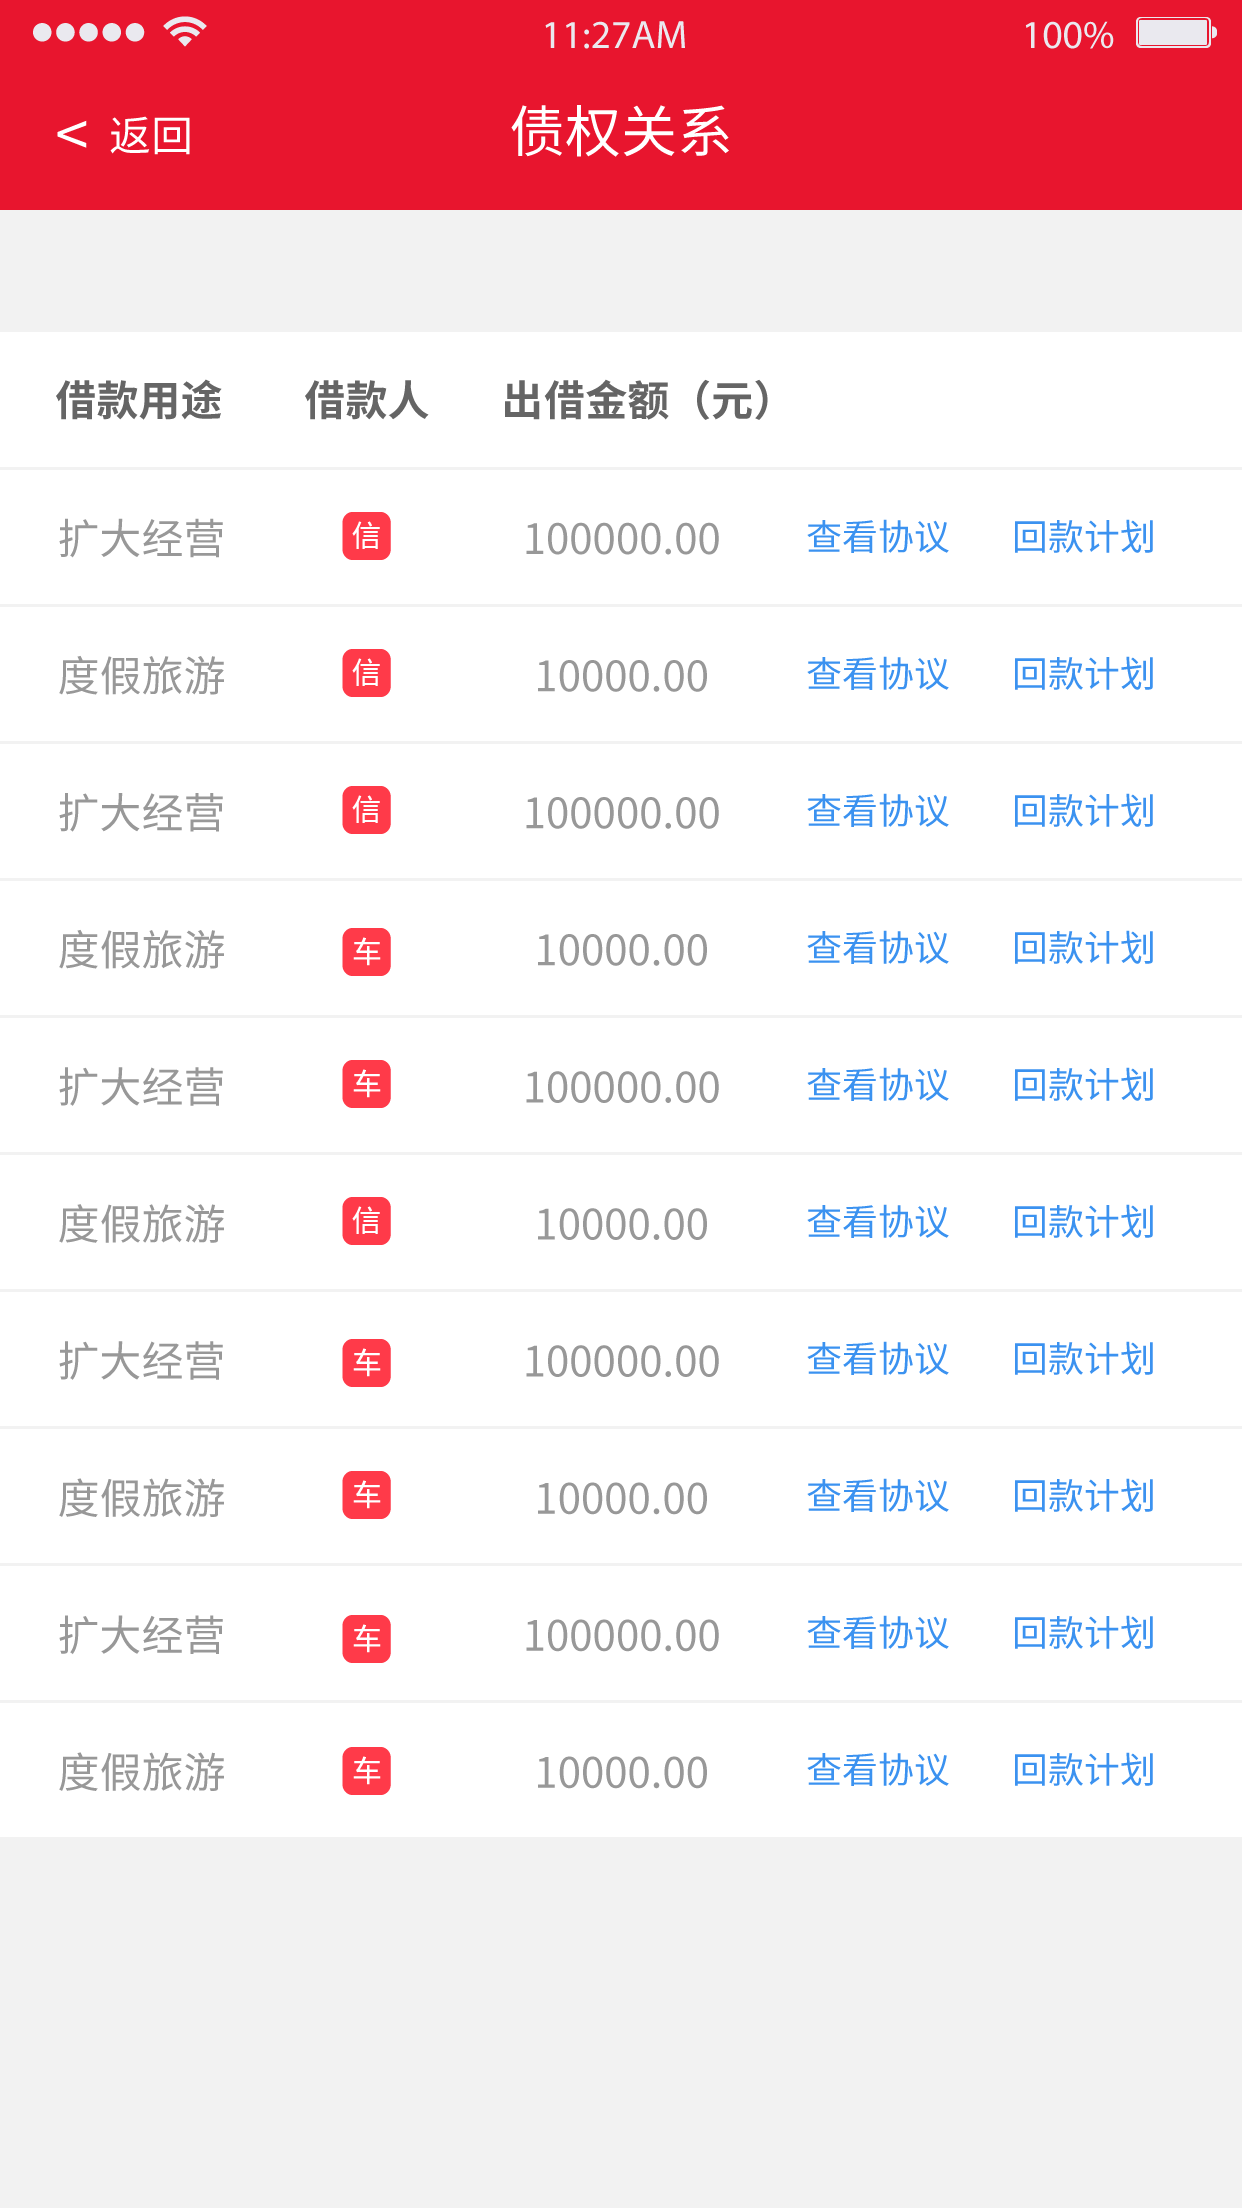 11:27AM 100%
< 返回 债权关系
借款用途 借款人 出借金额（元）
扩大经营 信 100000.00 查看协议 回款计划
度假旅游 信 10000.00 查看协议 回款计划
扩大经营 信 100000.00 查看协议 回款计划
度假旅游 车 10000.00 查看协议 回款计划
扩大经营 车 100000.00 查看协议 回款计划
度假旅游 信 10000.00 查看协议 回款计划
扩大经营 车 100000.00 查看协议 回款计划
度假旅游 车 10000.00 查看协议 回款计划
扩大经营 车 100000.00 查看协议 回款计划
度假旅游 车 10000.00 查看协议 回款计划